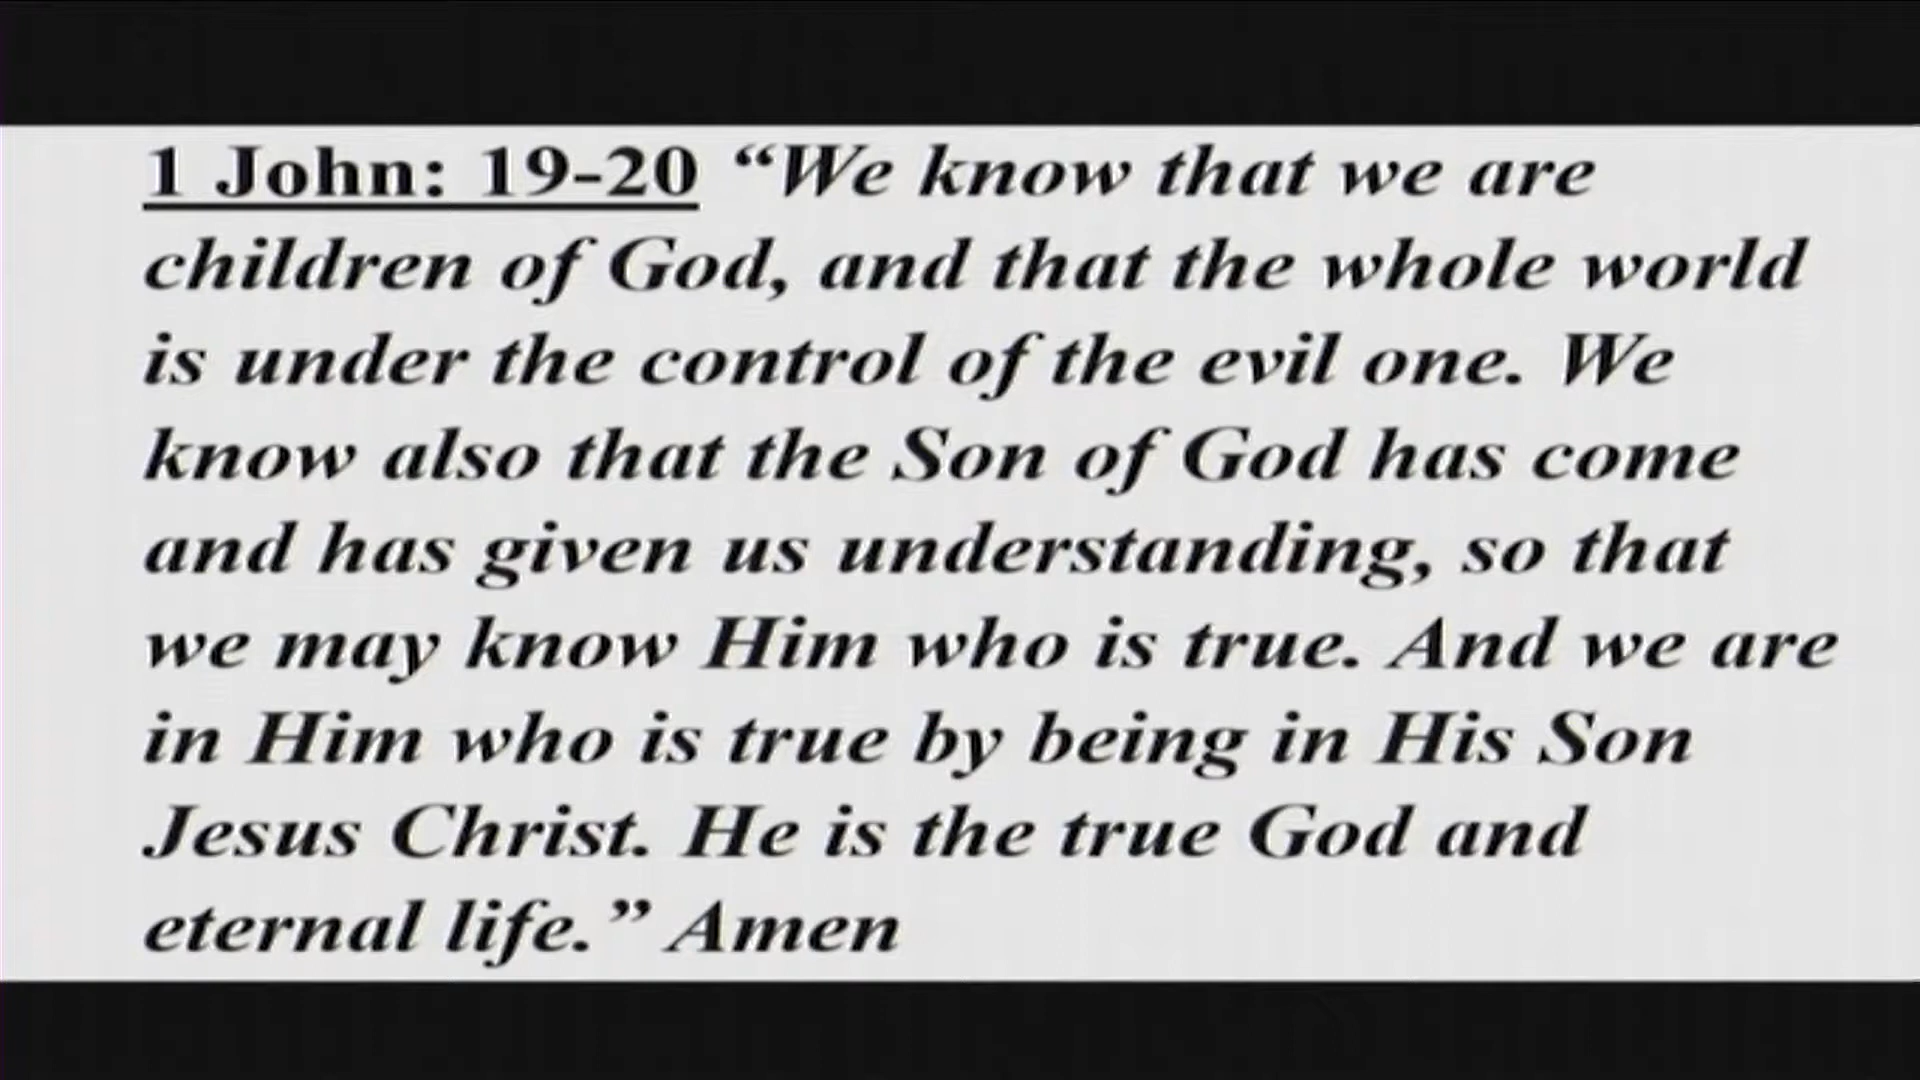 1 John: 19-20 “We know that we are
children of God, and that the whole world
is under the control of the evil one. We
know also that the Son of God has come
and has given us understanding, so that
we may know Him who is true. And we are
in Him who is true by being in His Son
Jesus Christ. He is the true God and
eternal life.” Amen